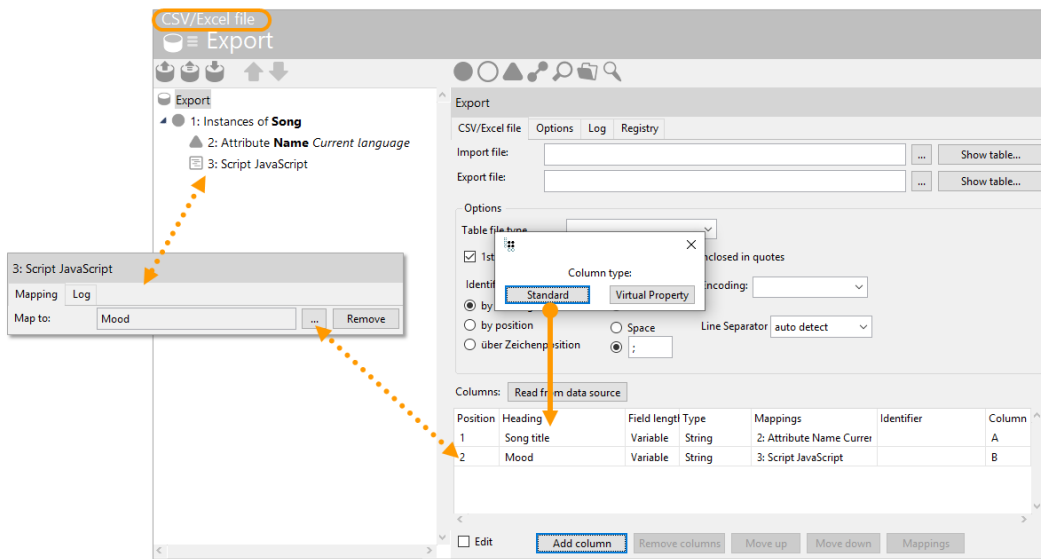 CSV/Excel file
Export
Export
1: Instances of Song
2: Attribute Name Current language
3: Script JavaScript
3: Script JavaScript
Mapping Log
Map to: Mood ... Remove
Export
CSV/Excel file Options Log Registry
Import file: ... Show table...
Export file: ... Show table...
Options
Table file type
1st nclosed in quotes
Identif ncoding:
by
by position Space Line Separator auto detect
über Zeichenposition ;
Column type:
Standard Virtual Property
Columns: Read from data source
Position Heading Field lengtl Type Mappings Identifier Column
1 Song title Variable String 2: Attribute Name Currer A
2 Mood Variable String 3: Script JavaScript B
Edit Add column Remove columns Move up Move down Mappings